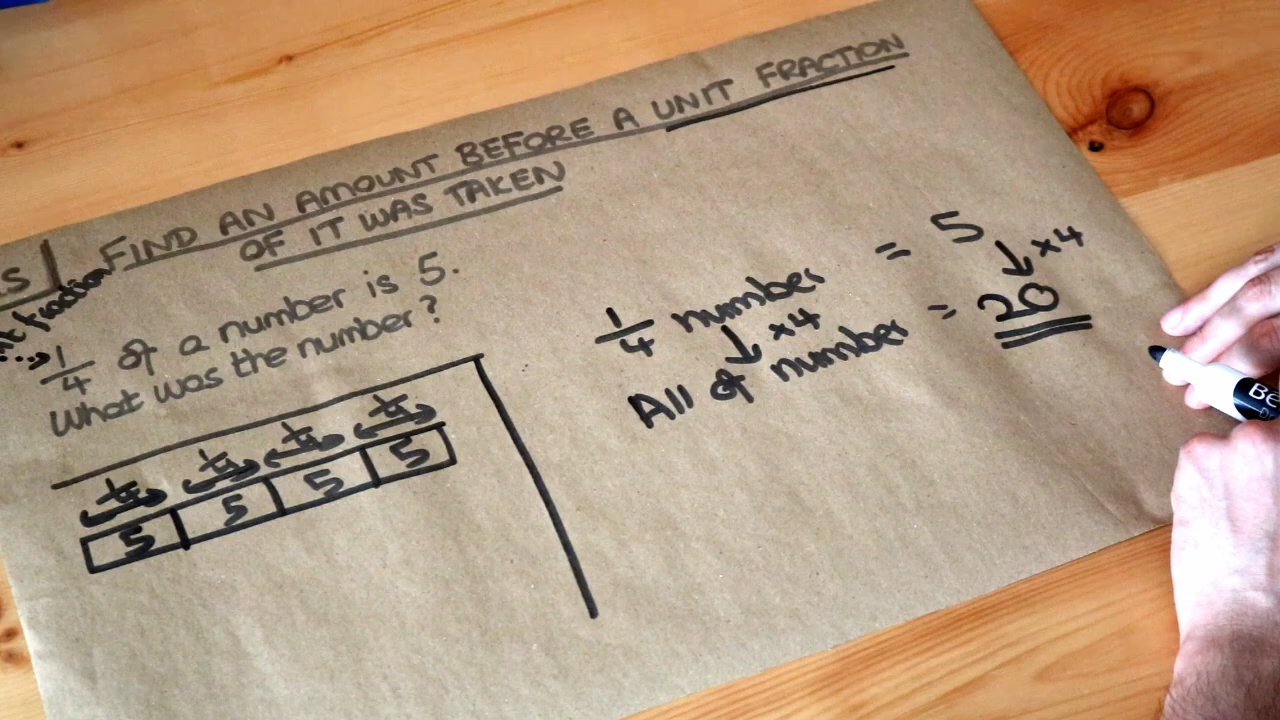 FIND AN AMOUNT BEFORE A UNIT FRACTION
OF IT WAS TAKEN
fraction
1/4 of a number is 5.
What was the number?
1/4 1/4 1/4 1/4
5 5 5 5
1/4 number = 5
×4 ×4
All of number = 20